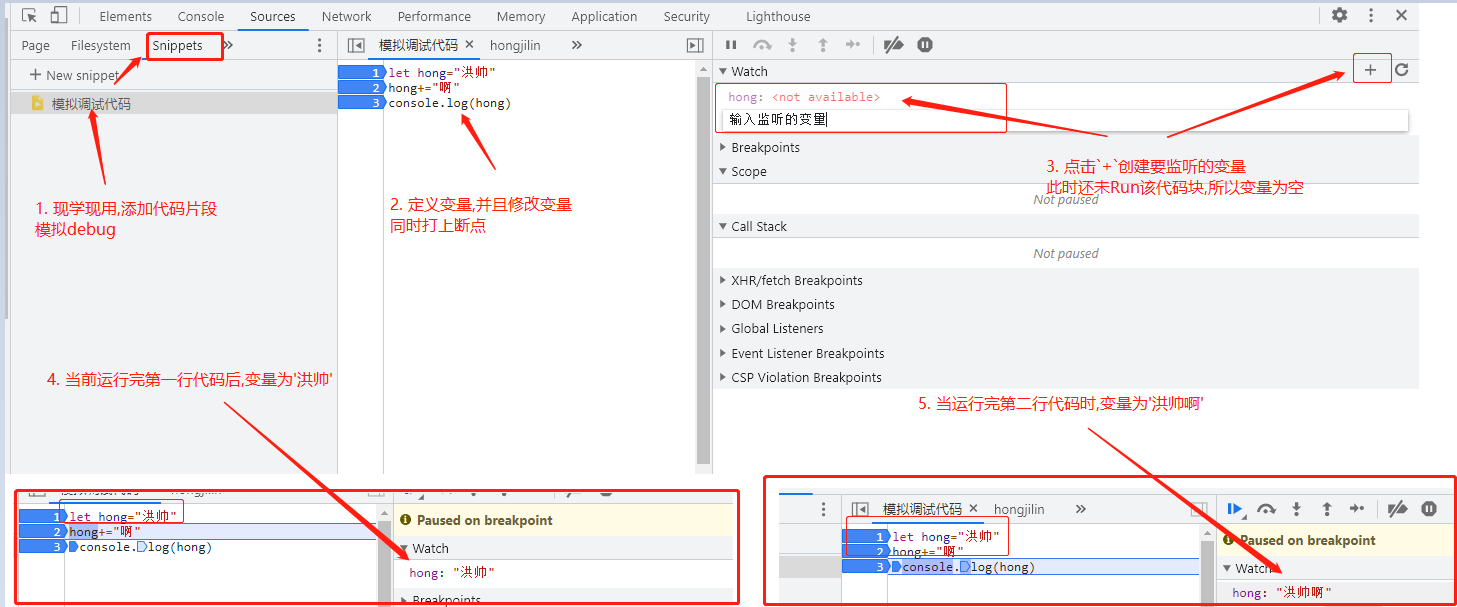 Elements Console Sources Network Performance Memory Application Security Lighthouse
Page Filesystem Snippets » 模拟调试代码 × hongjilin »
+ New snippet
模拟调试代码
1 let hong="洪帅"
2 hong+="啊"
3 console.log(hong)
Watch
hong: <not available>
输入监听的变量
Breakpoints
Scope
Not paused
Call Stack
Not paused
XHR/fetch Breakpoints
DOM Breakpoints
Global Listeners
Event Listener Breakpoints
CSP Violation Breakpoints
1. 现学现用,添加代码片段
模拟debug
2. 定义变量,并且修改变量
同时打上断点
3. 点击`+`创建要监听的变量
此时还未Run该代码块,所以变量为空
4. 当前运行完第一行代码后,变量为'洪帅'
5. 当运行完第二行代码时,变量为'洪帅啊'
1 let hong="洪帅"
2 hong+="啊"
3 console.log(hong)
Paused on breakpoint
Watch
hong: "洪帅"
Breakpoints
模拟调试代码 × hongjilin »
1 let hong="洪帅"
2 hong+="啊"
3 console.log(hong)
Paused on breakpoint
Watch
hong: "洪帅啊"